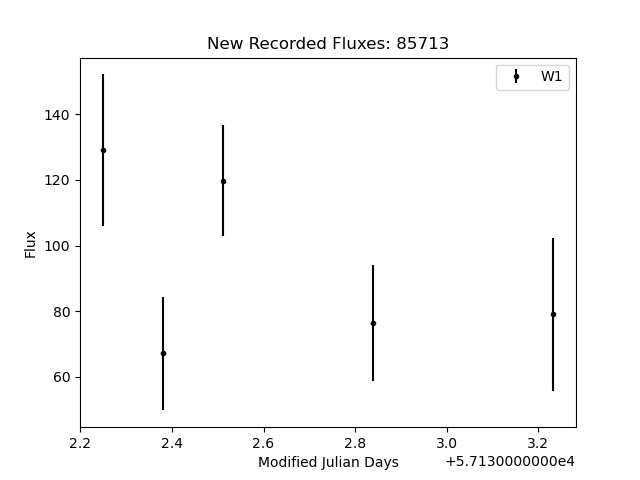 New Recorded Fluxes: 85713
W1
140
120
100
80
60
Flux
2.2 2.4 2.6 2.8 3.0 3.2
Modified Julian Days
+5.7130000000e4